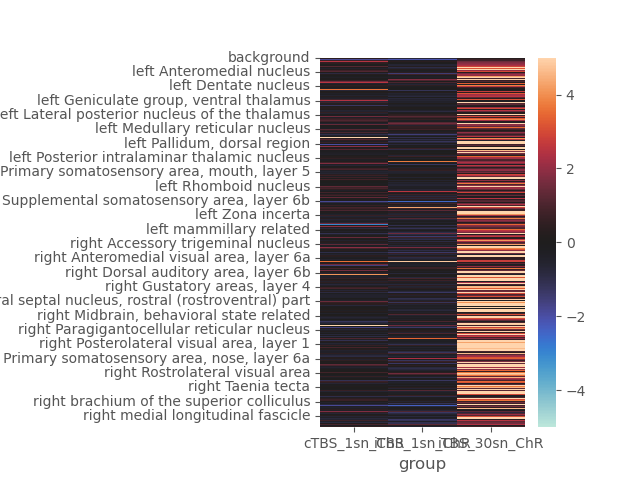 background
left Anteromedial nucleus
left Dentate nucleus
left Geniculate group, ventral thalamus
eft Lateral posterior nucleus of the thalamus
left Medullary reticular nucleus
left Pallidum, dorsal region
left Posterior intralaminar thalamic nucleus
Primary somatosensory area, mouth, layer 5
left Rhomboid nucleus
Supplemental somatosensory area, layer 6b
left Zona incerta
left mammillary related
right Accessory trigeminal nucleus
right Anteromedial visual area, layer 6a
right Dorsal auditory area, layer 6b
right Gustatory areas, layer 4
ral septal nucleus, rostral (rostroventral) part
right Midbrain, behavioral state related
right Paragigantocellular reticular nucleus
right Posterolateral visual area, layer 1
Primary somatosensory area, nose, layer 6a
right Rostrolateral visual area
right Taenia tecta
right brachium of the superior colliculus
right medial longitudinal fascicle
4
2
0
−2
−4
cTBS_1sn_ChR iTBS_1sn_ChR iTBS_30sn_ChR
group